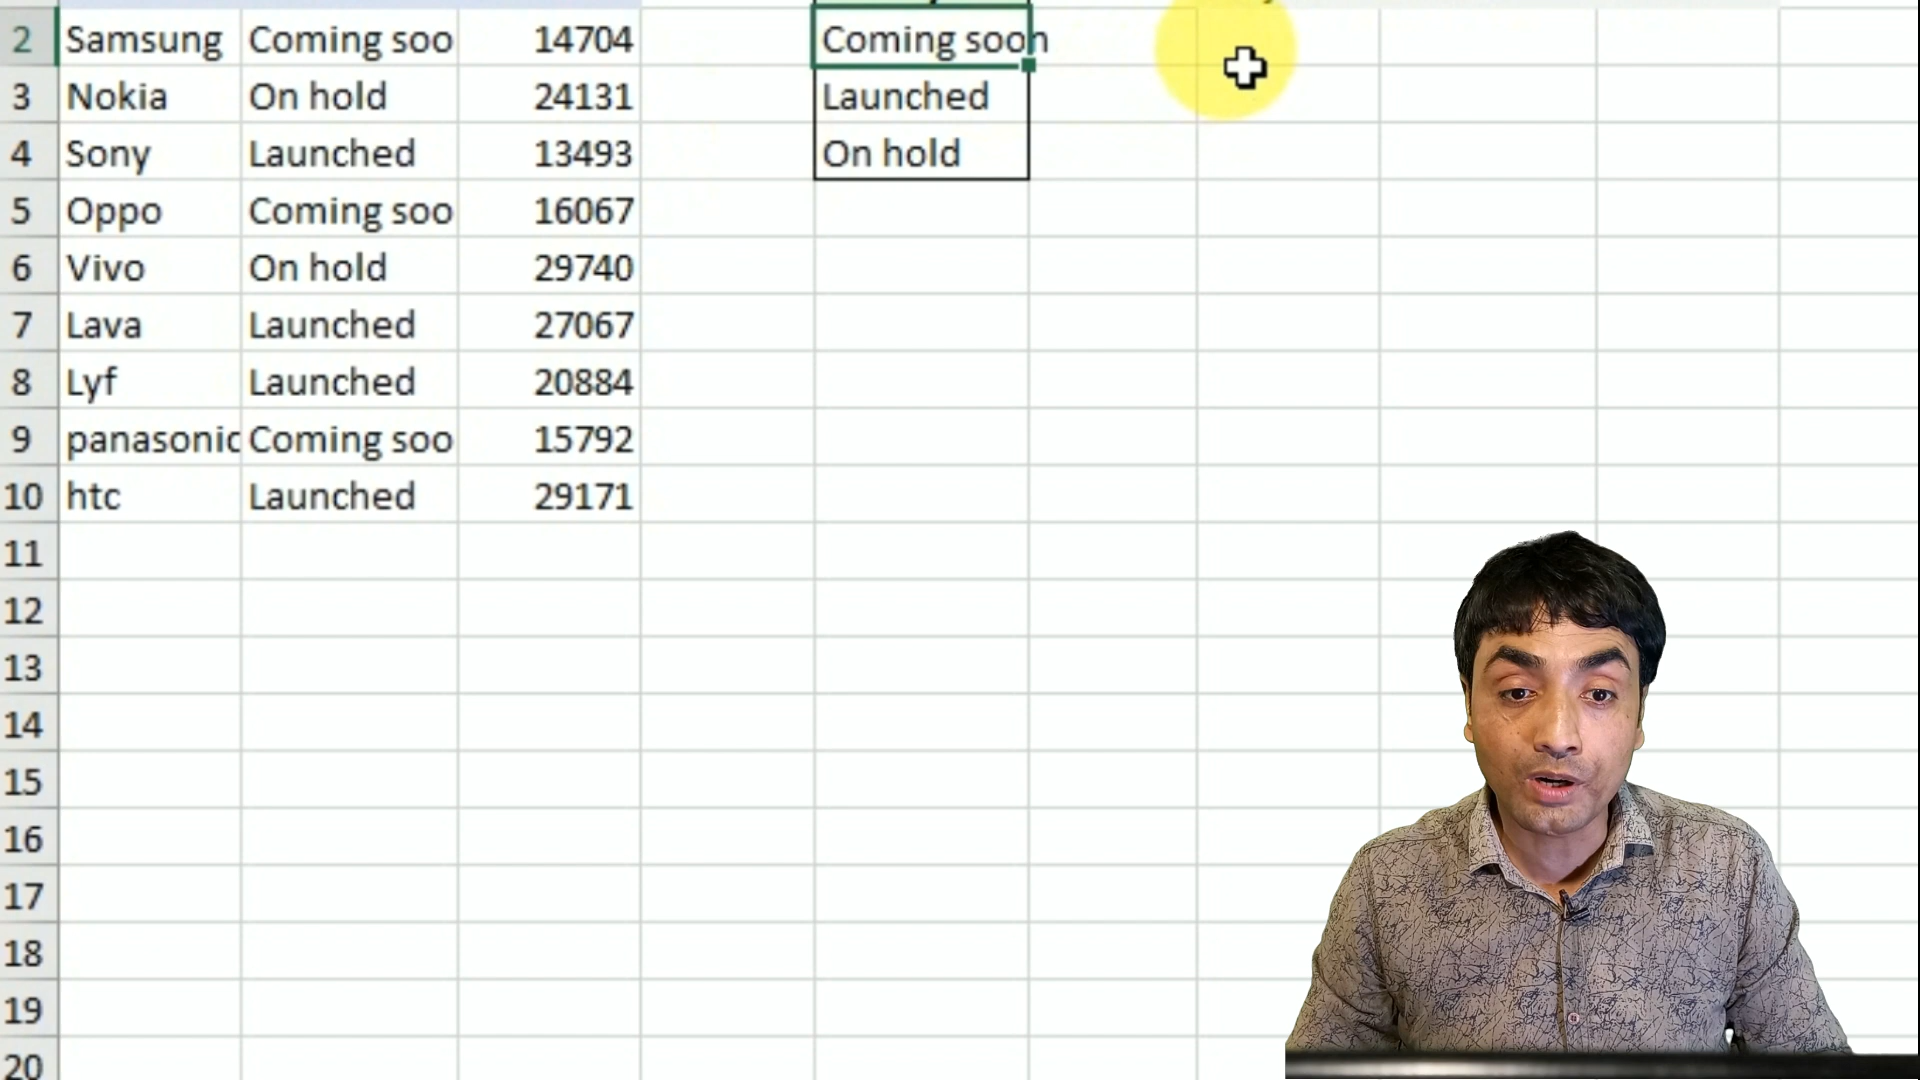 2 Samsung Coming soo 14704 Coming soon
3 Nokia On hold 24131 Launched
4 Sony Launched 13493 On hold
5 Oppo Coming soo 16067
6 Vivo On hold 29740
7 Lava Launched 27067
8 Lyf Launched 20884
9 panasonic Coming soo 15792
10 htc Launched 29171
11
12
13
14
15
16
17
18
19
20